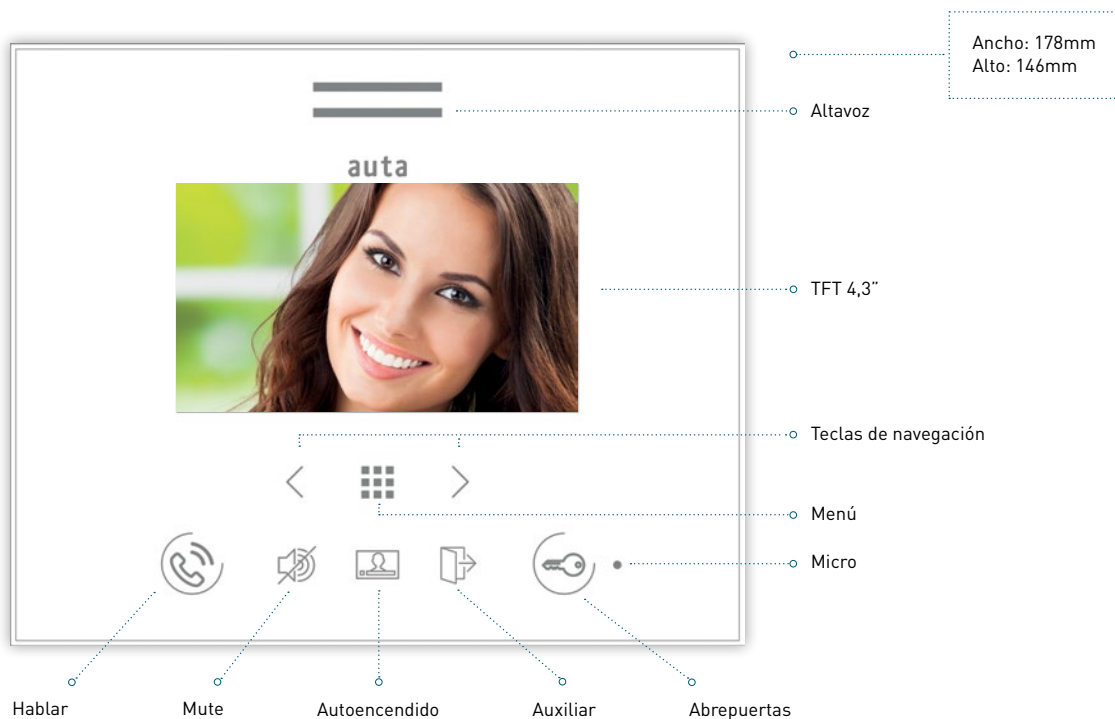 Ancho: 178mm
Alto: 146mm
Altavoz
auta
TFT 4,3”
Teclas de navegación
Menú
Micro
Hablar
Mute
Autoencendido
Auxiliar
Abrepuertas